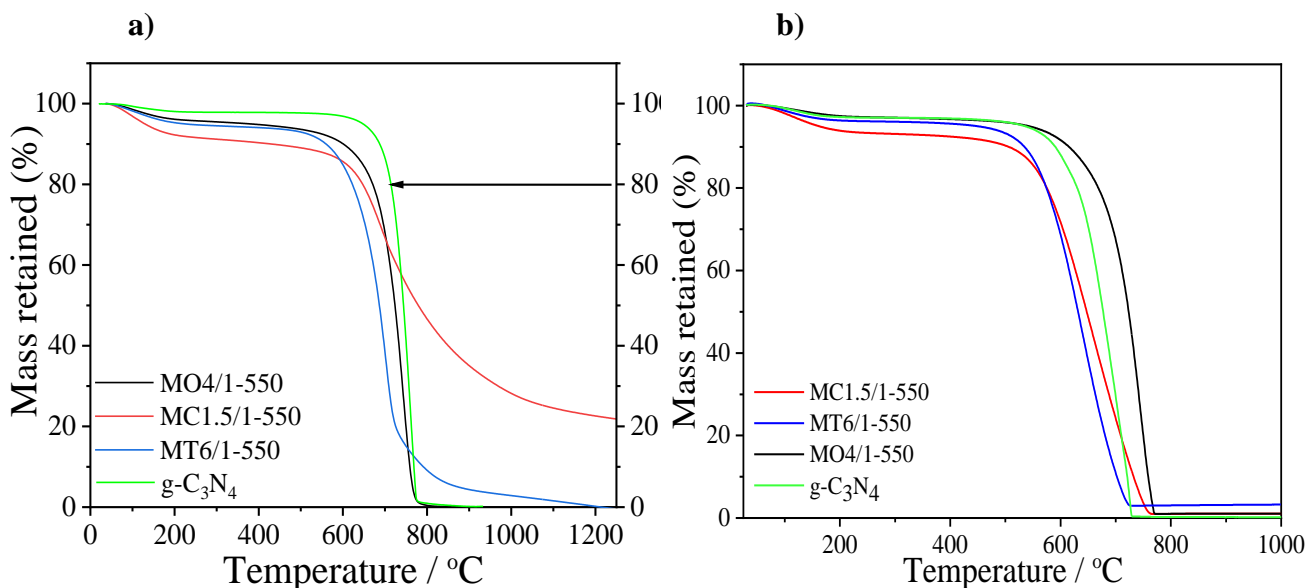 a)
Mass retained (%)
100
80
60
40
20
0
100
80
60
40
20
0
0 200 400 600 800 1000 1200
Temperature / °C
MO4/1-550
MC1.5/1-550
MT6/1-550
g-C₃N₄
b)
Mass retained (%)
100
80
60
40
20
0
200 400 600 800 1000
Temperature / °C
MC1.5/1-550
MT6/1-550
MO4/1-550
g-C₃N₄